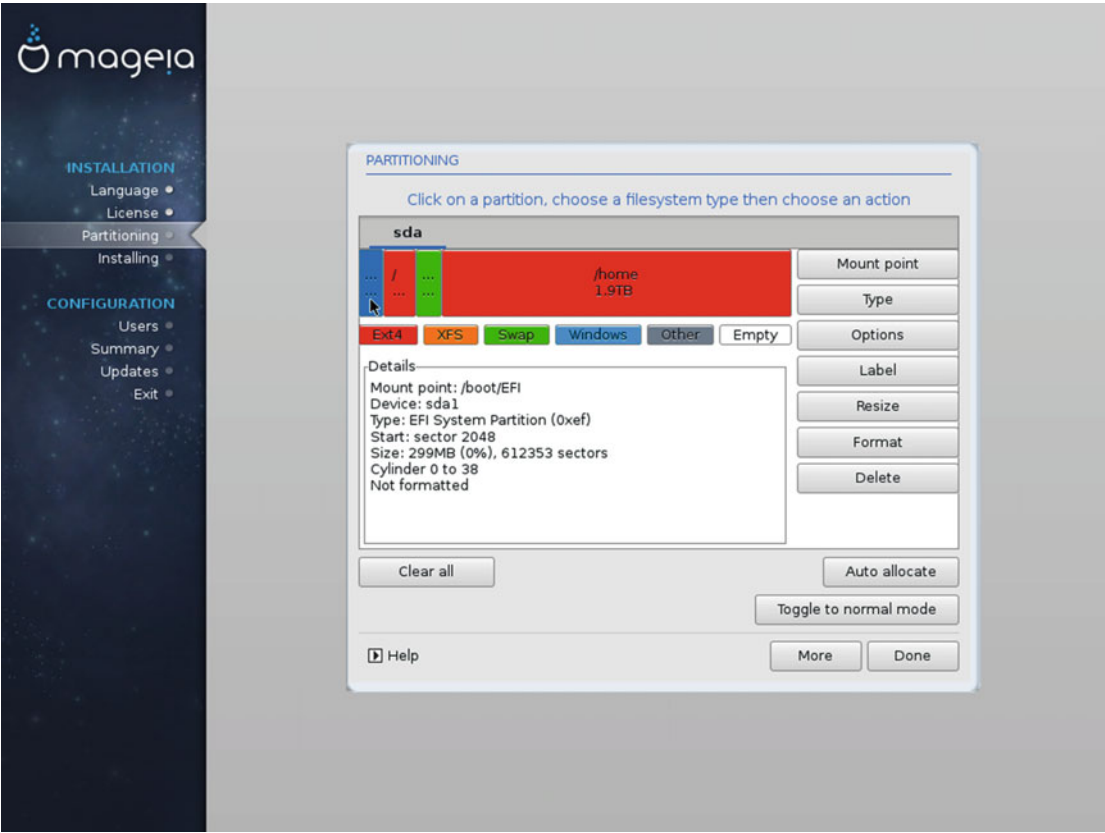 mageia
INSTALLATION
Language
License
Partitioning
Installing
CONFIGURATION
Users
Summary
Updates
Exit
PARTITIONING
Click on a partition, choose a filesystem type then choose an action
sda
... / ... /home
... ... ... 1.9TB
Ext4 XFS Swap Windows Other Empty
Details
Mount point: /boot/EFI
Device: sda1
Type: EFI System Partition (0xef)
Start: sector 2048
Size: 299MB (0%), 612353 sectors
Cylinder 0 to 38
Not formatted
Mount point
Type
Options
Label
Resize
Format
Delete
Clear all
Auto allocate
Toggle to normal mode
Help
More
Done